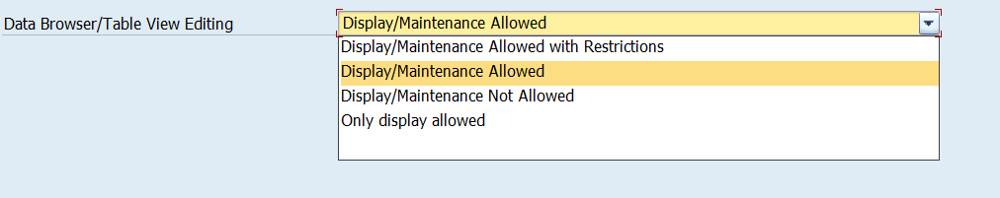 Data Browser/Table View Editing
Display/Maintenance Allowed
Display/Maintenance Allowed with Restrictions
Display/Maintenance Allowed
Display/Maintenance Not Allowed
Only display allowed